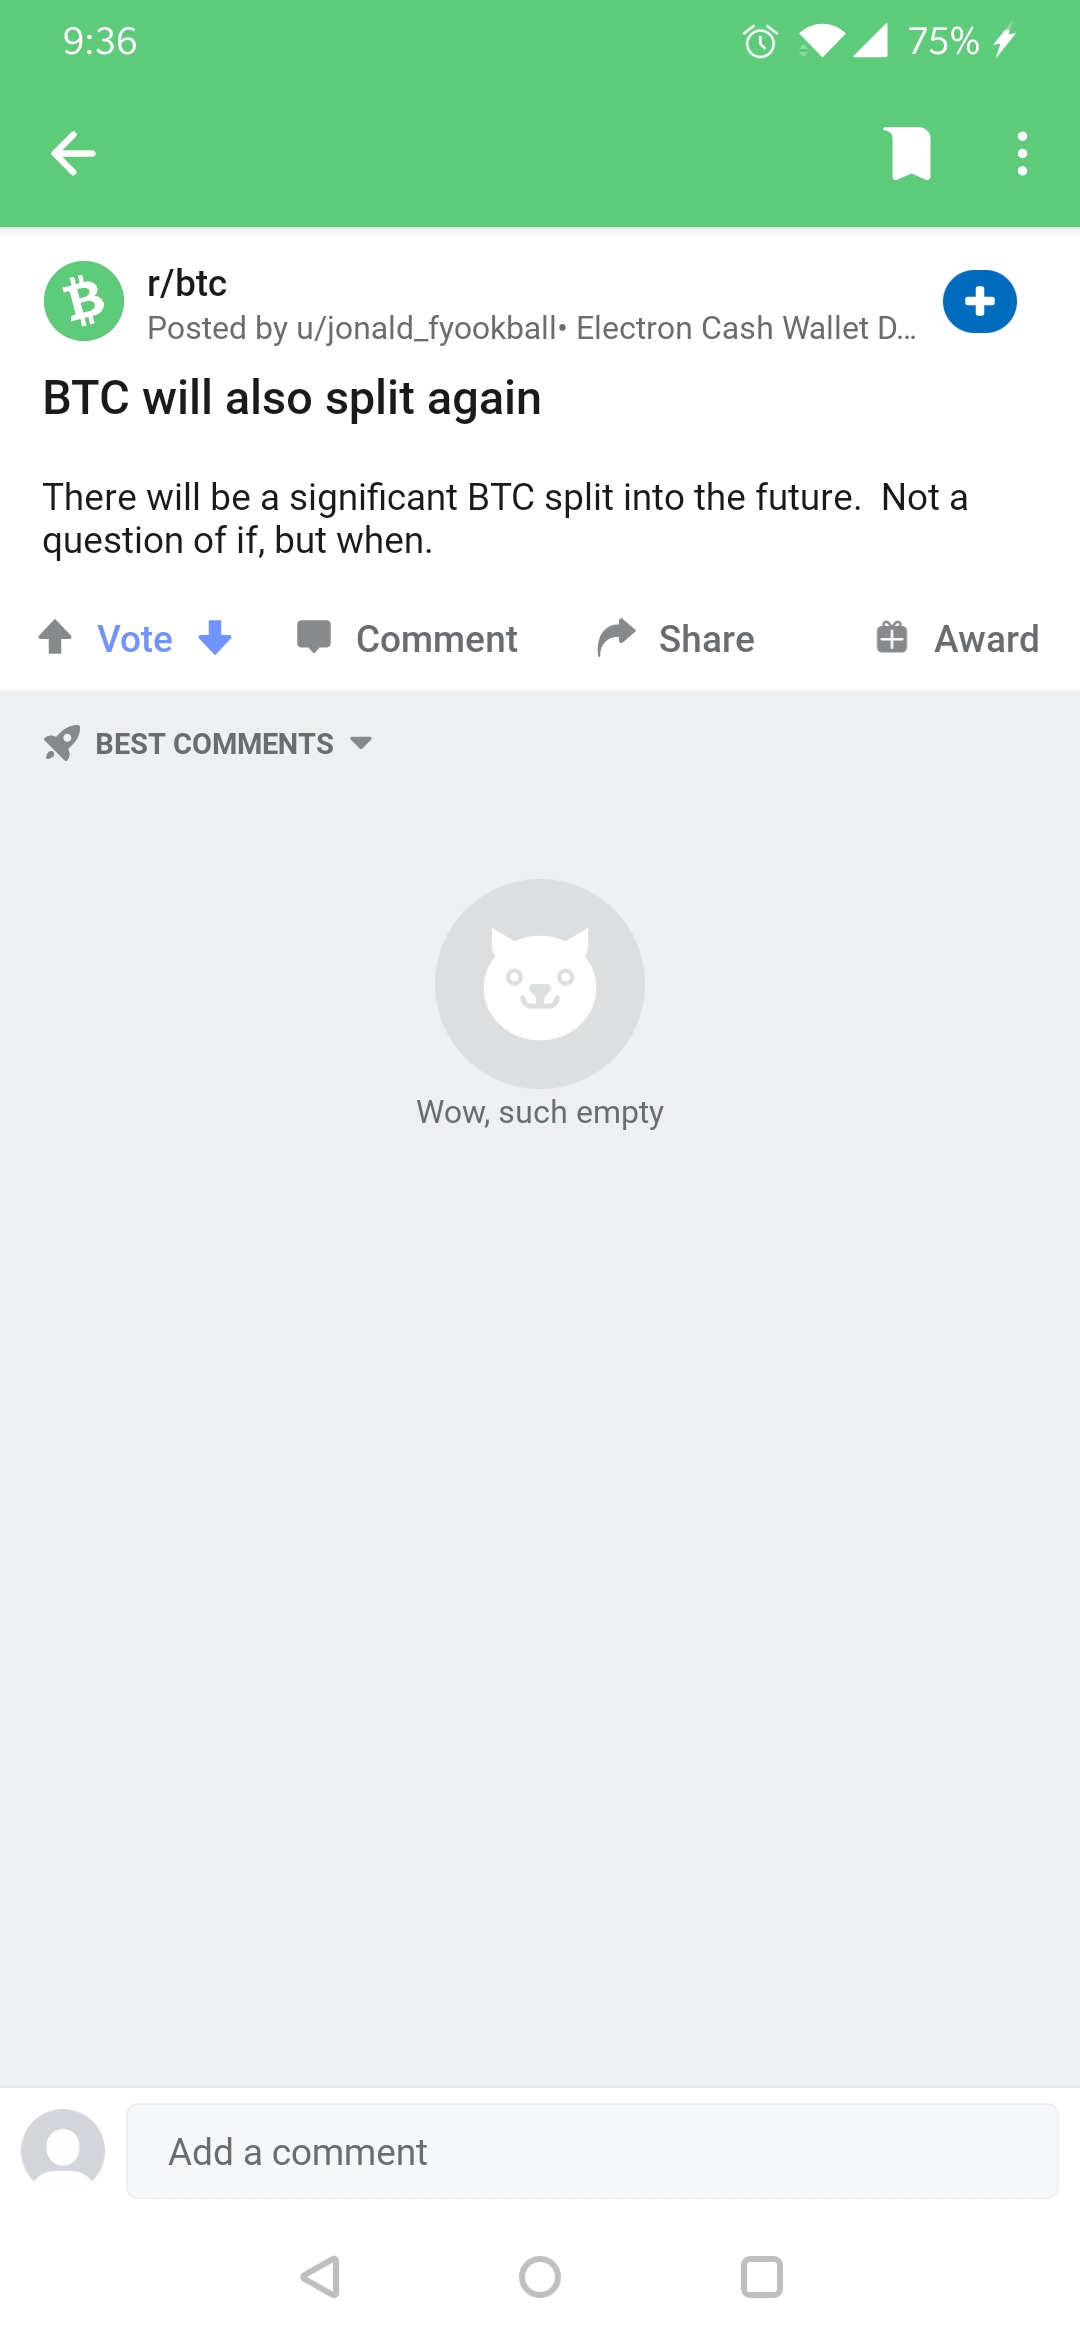 9:36
75%
r/btc
Posted by u/jonald_fyookball• Electron Cash Wallet D...
BTC will also split again
There will be a significant BTC split into the future.  Not a
question of if, but when.
Vote
Comment
Share
Award
BEST COMMENTS
Wow, such empty
Add a comment